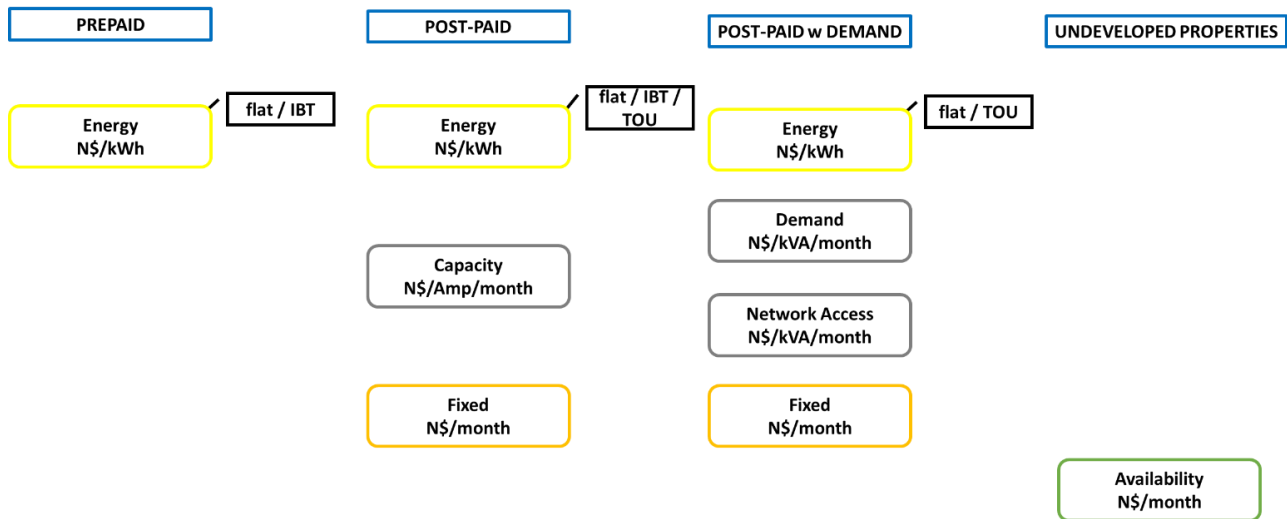 PREPAID
POST-PAID
POST-PAID w DEMAND
UNDEVELOPED PROPERTIES
Energy
N$/kWh
flat / IBT
Energy
N$/kWh
flat / IBT /
TOU
Energy
N$/kWh
flat / TOU
Demand
N$/kVA/month
Capacity
N$/Amp/month
Network Access
N$/kVA/month
Fixed
N$/month
Fixed
N$/month
Availability
N$/month